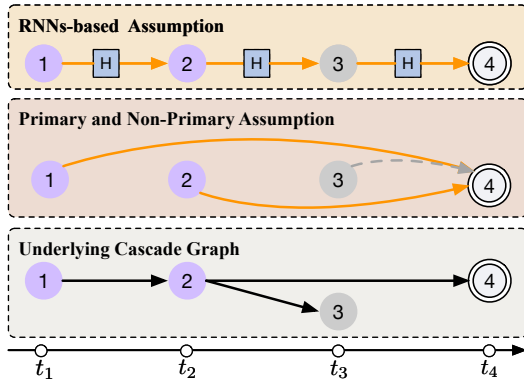 RNNs-based Assumption
1 H 2 H 3 H 4
Primary and Non-Primary Assumption
1 2 3 4
Underlying Cascade Graph
1 2 4
3
t1 t2 t3 t4